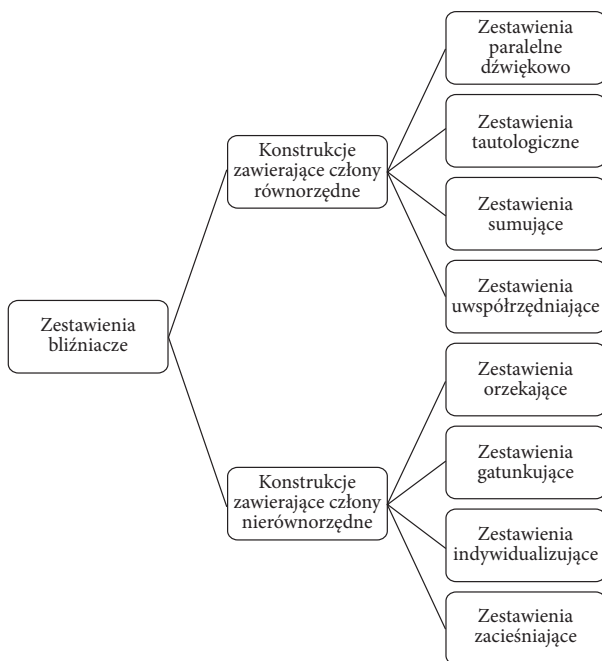 Zestawienia
bliźniacze
Konstrukcje
zawierające człony
równorzędne
Zestawienia
paralelne
dźwiękowo
Zestawienia
tautologiczne
Zestawienia
sumujące
Zestawienia
uwspółrzędniające
Konstrukcje
zawierające człony
nierównorzędne
Zestawienia
orzekające
Zestawienia
gatunkujące
Zestawienia
indywidualizujące
Zestawienia
zacieśniające